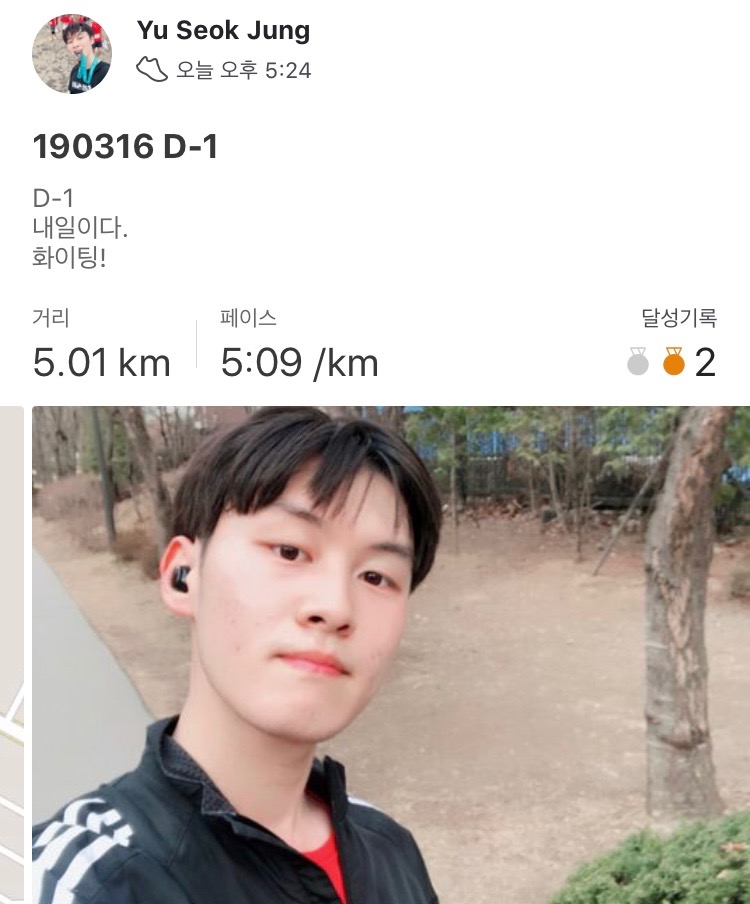 Yu Seok Jung
오늘 오후 5:24
190316 D-1
D-1
내일이다.
화이팅!
거리
페이스
달성기록
5.01 km
5:09 /km
2